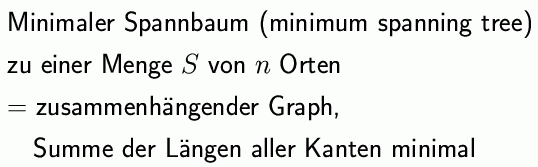 Minimaler Spannbaum (minimum spanning tree)
zu einer Menge S von n Orten
= zusammenhängender Graph,
Summe der Längen aller Kanten minimal